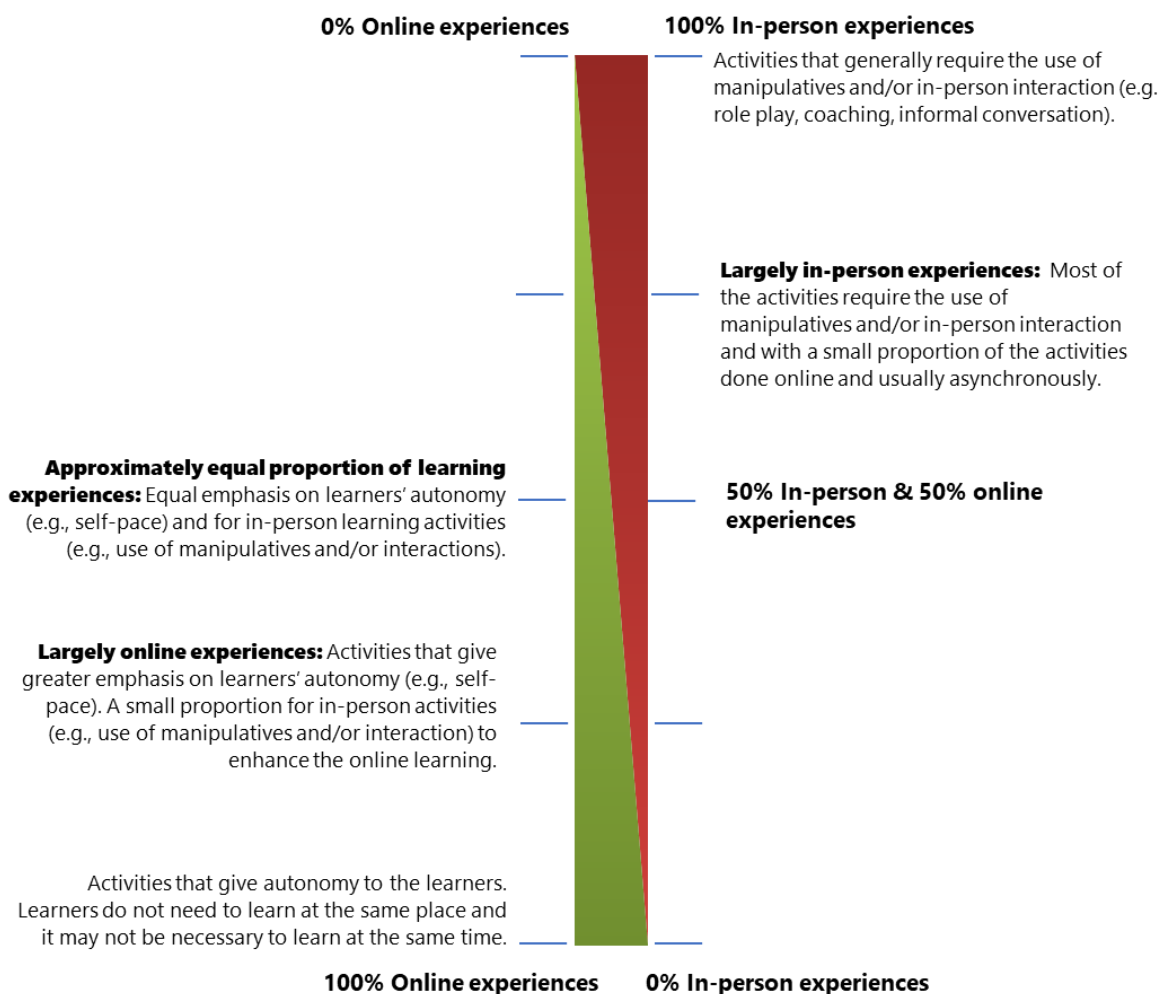 0% Online experiences
100% In-person experiences
Activities that generally require the use of
manipulatives and/or in-person interaction (e.g.
role play, coaching, informal conversation).
Largely in-person experiences: Most of
the activities require the use of
manipulatives and/or in-person interaction
and with a small proportion of the activities
done online and usually asynchronously.
Approximately equal proportion of learning
experiences: Equal emphasis on learners' autonomy
(e.g., self-pace) and for in-person learning activities
(e.g., use of manipulatives and/or interactions).
50% In-person & 50% online
experiences
Largely online experiences: Activities that give
greater emphasis on learners' autonomy (e.g., self-
pace). A small proportion for in-person activities
(e.g., use of manipulatives and/or interaction) to
enhance the online learning.
Activities that give autonomy to the learners.
Learners do not need to learn at the same place and
it may not be necessary to learn at the same time.
100% Online experiences
0% In-person experiences